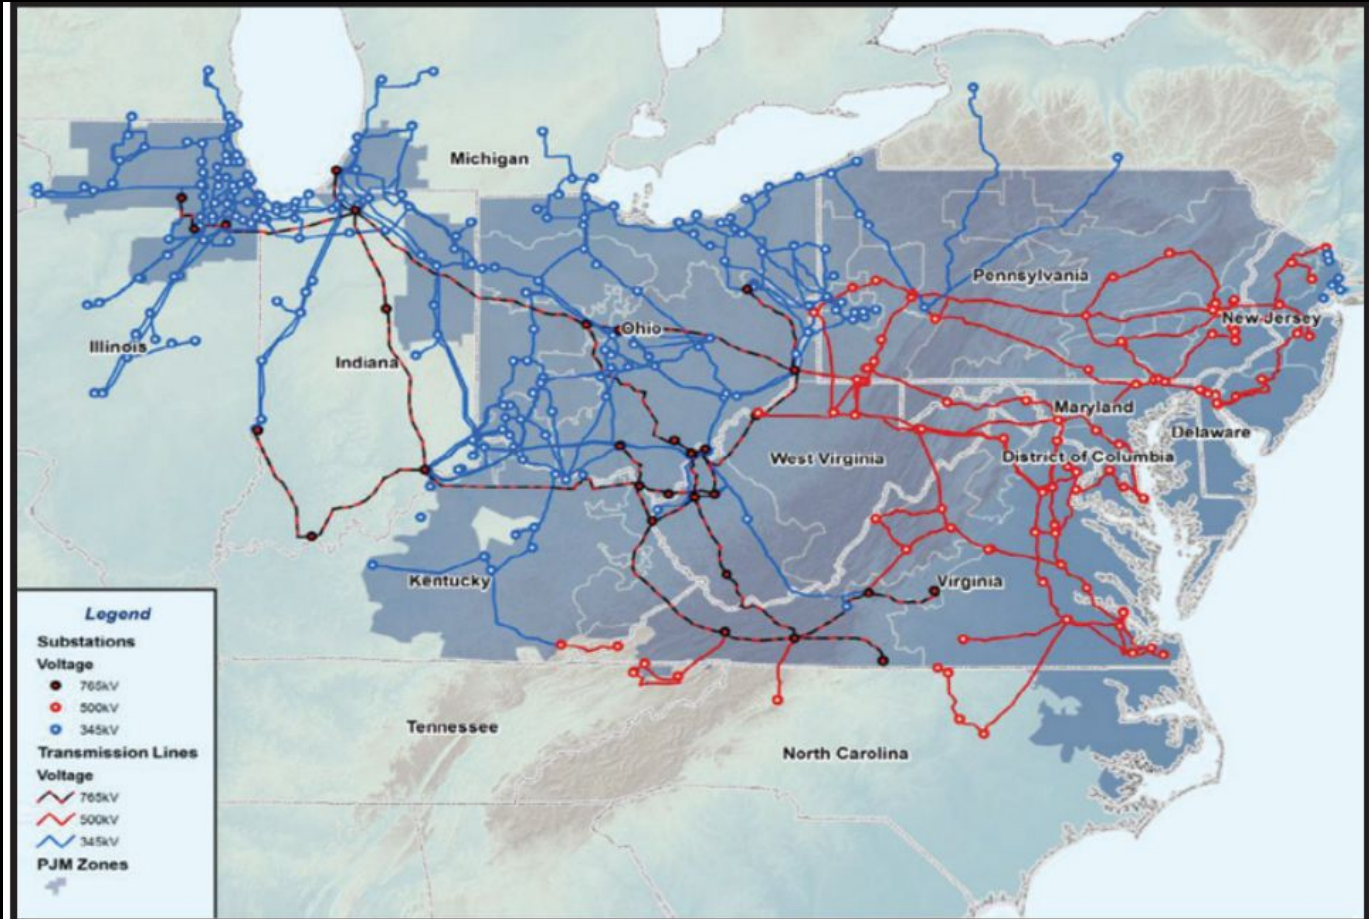 Michigan
Pennsylvania
New Jersey
Ohio
Illinois
Indiana
Maryland
Delaware
West Virginia
District of Columbia
Kentucky
Virginia
Tennessee
North Carolina
Legend
Substations
Voltage
765kV
500kV
345kV
Transmission Lines
Voltage
765kV
500kV
345kV
PJM Zones